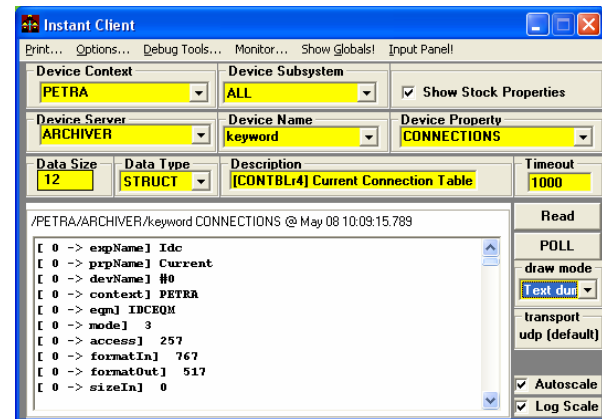 Instant Client
Print... Options... Debug Tools... Monitor... Show Globals! Input Panel!
Device Context Device Subsystem
PETRA ALL Show Stock Properties
Device Server Device Name Device Property
ARCHIVER keyword CONNECTIONS
Data Size Data Type Description Timeout
12 STRUCT [CONTBLr4] Current Connection Table 1000
/PETRA/ARCHIVER/keyword CONNECTIONS @ May 08 10:09:15.789
Read
[ 0 -> expName] Idc
[ 0 -> prpName] Current
[ 0 -> devName] #0
[ 0 -> context] PETRA
[ 0 -> eqm] IDCEQM
[ 0 -> mode] 3
[ 0 -> access] 257
[ 0 -> formatIn] 767
[ 0 -> formatOut] 517
[ 0 -> sizeIn] 0
POLL
draw mode
Text dur
transport
udp (default)
Autoscale
Log Scale